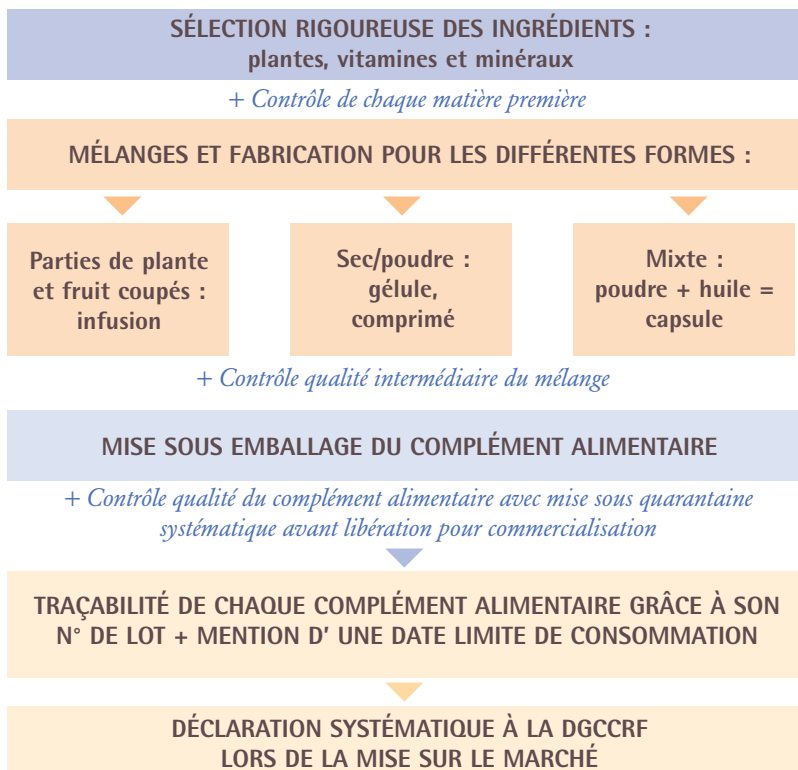 SÉLECTION RIGOUREUSE DES INGRÉDIENTS :
plantes, vitamines et minéraux
+ Contrôle de chaque matière première
MÉLANGES ET FABRICATION POUR LES DIFFÉRENTES FORMES :
Parties de plante
et fruit coupés :
infusion
Sec/poudre :
gélule,
comprimé
Mixte :
poudre + huile =
capsule
+ Contrôle qualité intermédiaire du mélange
MISE SOUS EMBALLAGE DU COMPLÉMENT ALIMENTAIRE
+ Contrôle qualité du complément alimentaire avec mise sous quarantaine
systématique avant libération pour commercialisation
TRAÇABILITÉ DE CHAQUE COMPLÉMENT ALIMENTAIRE GRÂCE À SON
N° DE LOT + MENTION D' UNE DATE LIMITE DE CONSOMMATION
DÉCLARATION SYSTÉMATIQUE À LA DGCCRF
LORS DE LA MISE SUR LE MARCHÉ